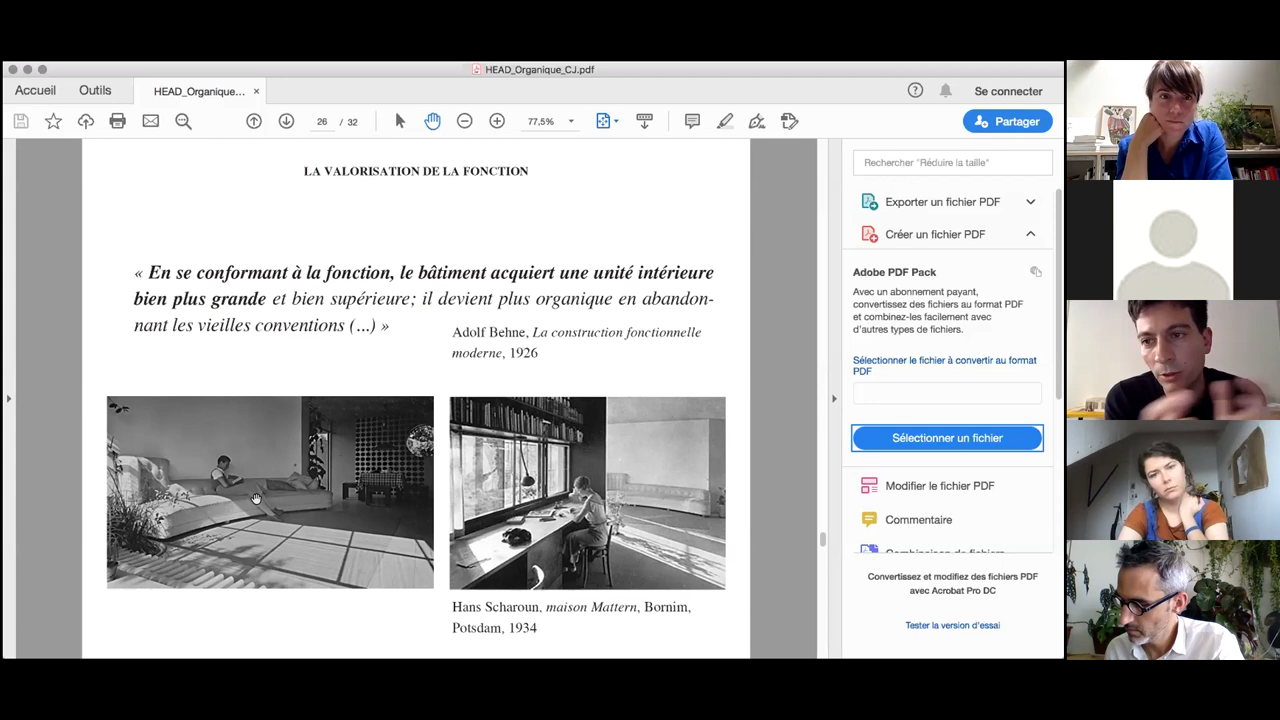 HEAD_Organique_CJ.pdf
Accueil
Outils
HEAD_Organique...
×
Se connecter
26 / 32
77,5%
Partager
LA VALORISATION DE LA FONCTION
« En se conformant à la fonction, le bâtiment acquiert une unité intérieure
bien plus grande et bien supérieure; il devient plus organique en abandon-
nant les vieilles conventions (...) »
Adolf Behne, La construction fonctionnelle
moderne, 1926
Hans Scharoun, maison Mattern, Bornim,
Potsdam, 1934
Rechercher "Réduire la taille"
Exporter un fichier PDF
Créer un fichier PDF
Adobe PDF Pack
Avec un abonnement payant,
convertissez des fichiers au format PDF
et combinez-les facilement avec
d'autres types de fichiers.
Sélectionner le fichier à convertir au format
PDF
Sélectionner un fichier
Modifier le fichier PDF
Commentaire
Convertissez et modifiez des fichiers PDF
avec Acrobat Pro DC
Tester la version d'essai